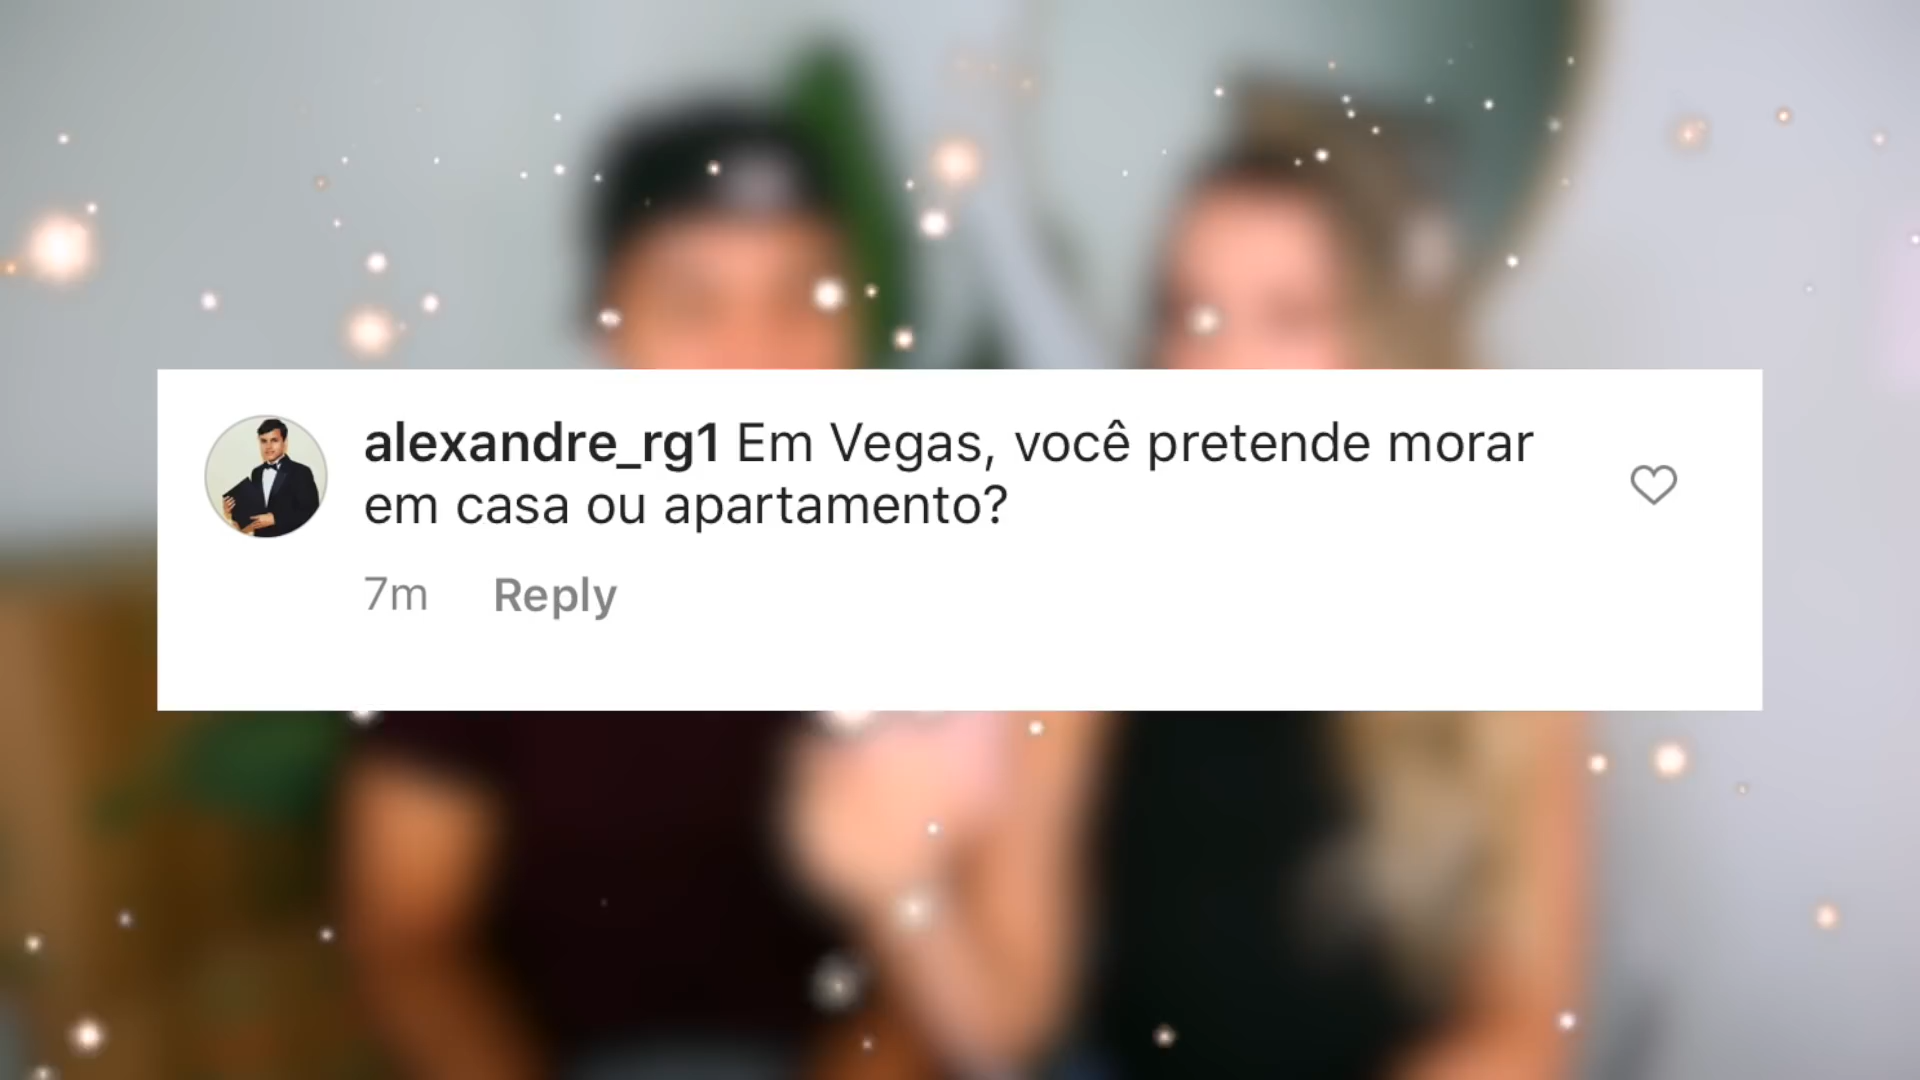 alexandre_rg1 Em Vegas, você pretende morar
em casa ou apartamento?
7m Reply